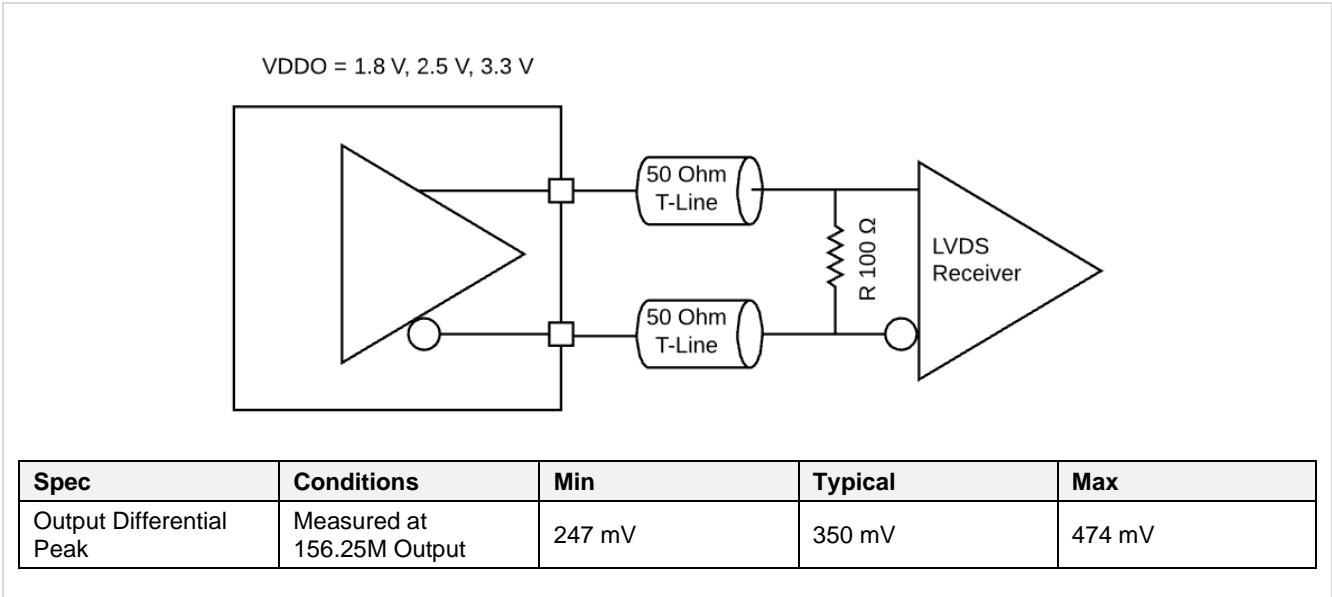 VDDO = 1.8 V, 2.5 V, 3.3 V
50 Ohm
T-Line
R 100 Ω
LVDS
Receiver
50 Ohm
T-Line
Spec Conditions Min Typical Max
Output Differential
Peak
Measured at
156.25M Output
247 mV
350 mV
474 mV